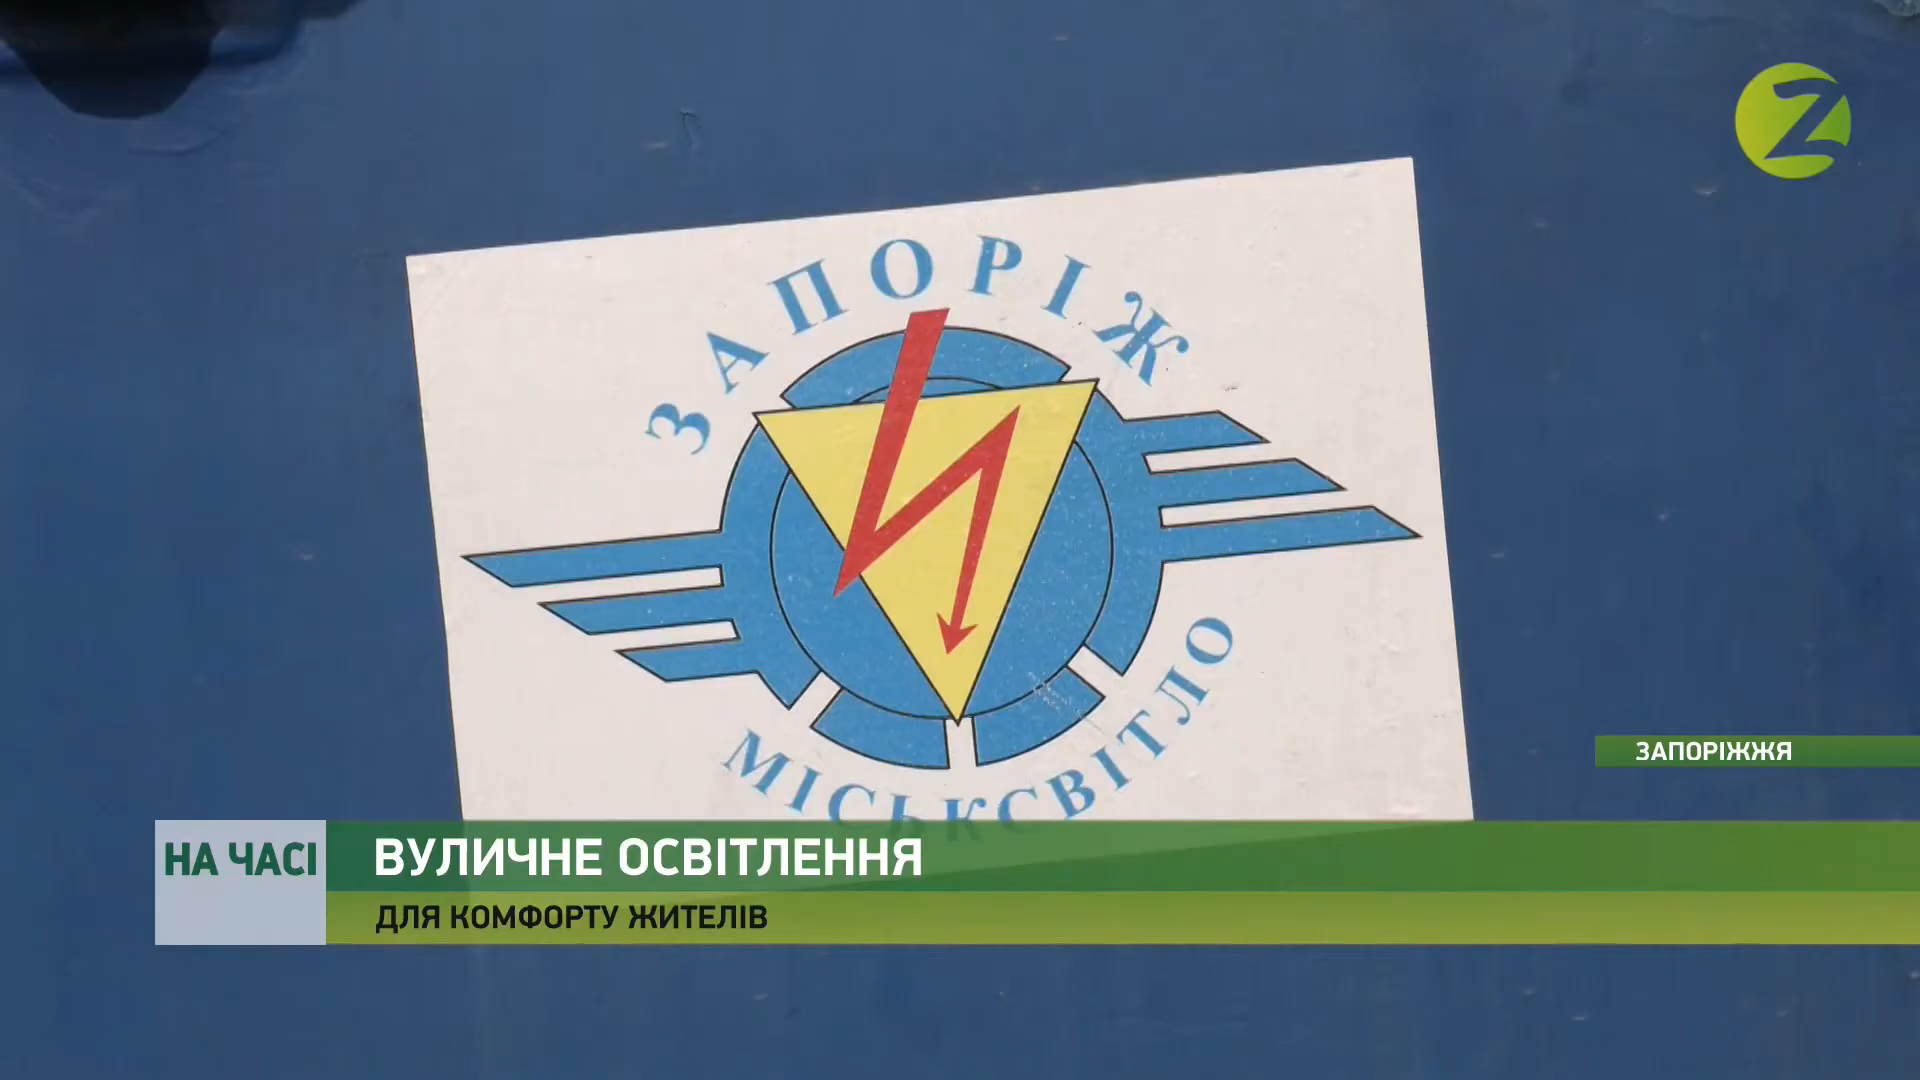 Z
ЗАПОРІЖ
МІСЬКСВІТЛО
ЗАПОРІЖЖЯ
НА ЧАСІ
ВУЛИЧНЕ ОСВІТЛЕННЯ
ДЛЯ КОМФОРТУ ЖИТЕЛІВ